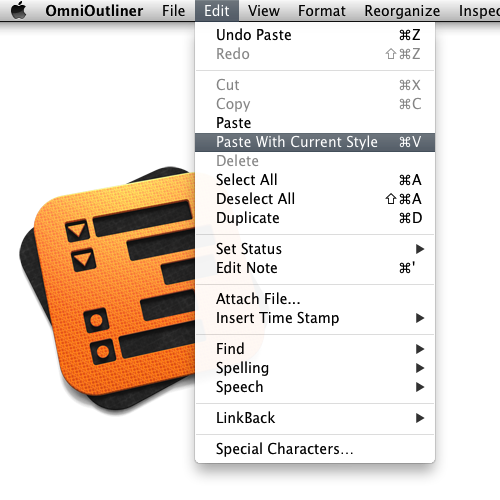 OmniOutliner File Edit View Format Reorganize Inspec
Undo Paste ⌘Z
Redo ⇧⌘Z
Cut ⌘X
Copy ⌘C
Paste
Paste With Current Style ⌘V
Delete
Select All ⌘A
Deselect All ⇧⌘A
Duplicate ⌘D
Set Status
Edit Note ⌘'
Attach File...
Insert Time Stamp
Find
Spelling
Speech
LinkBack
Special Characters...